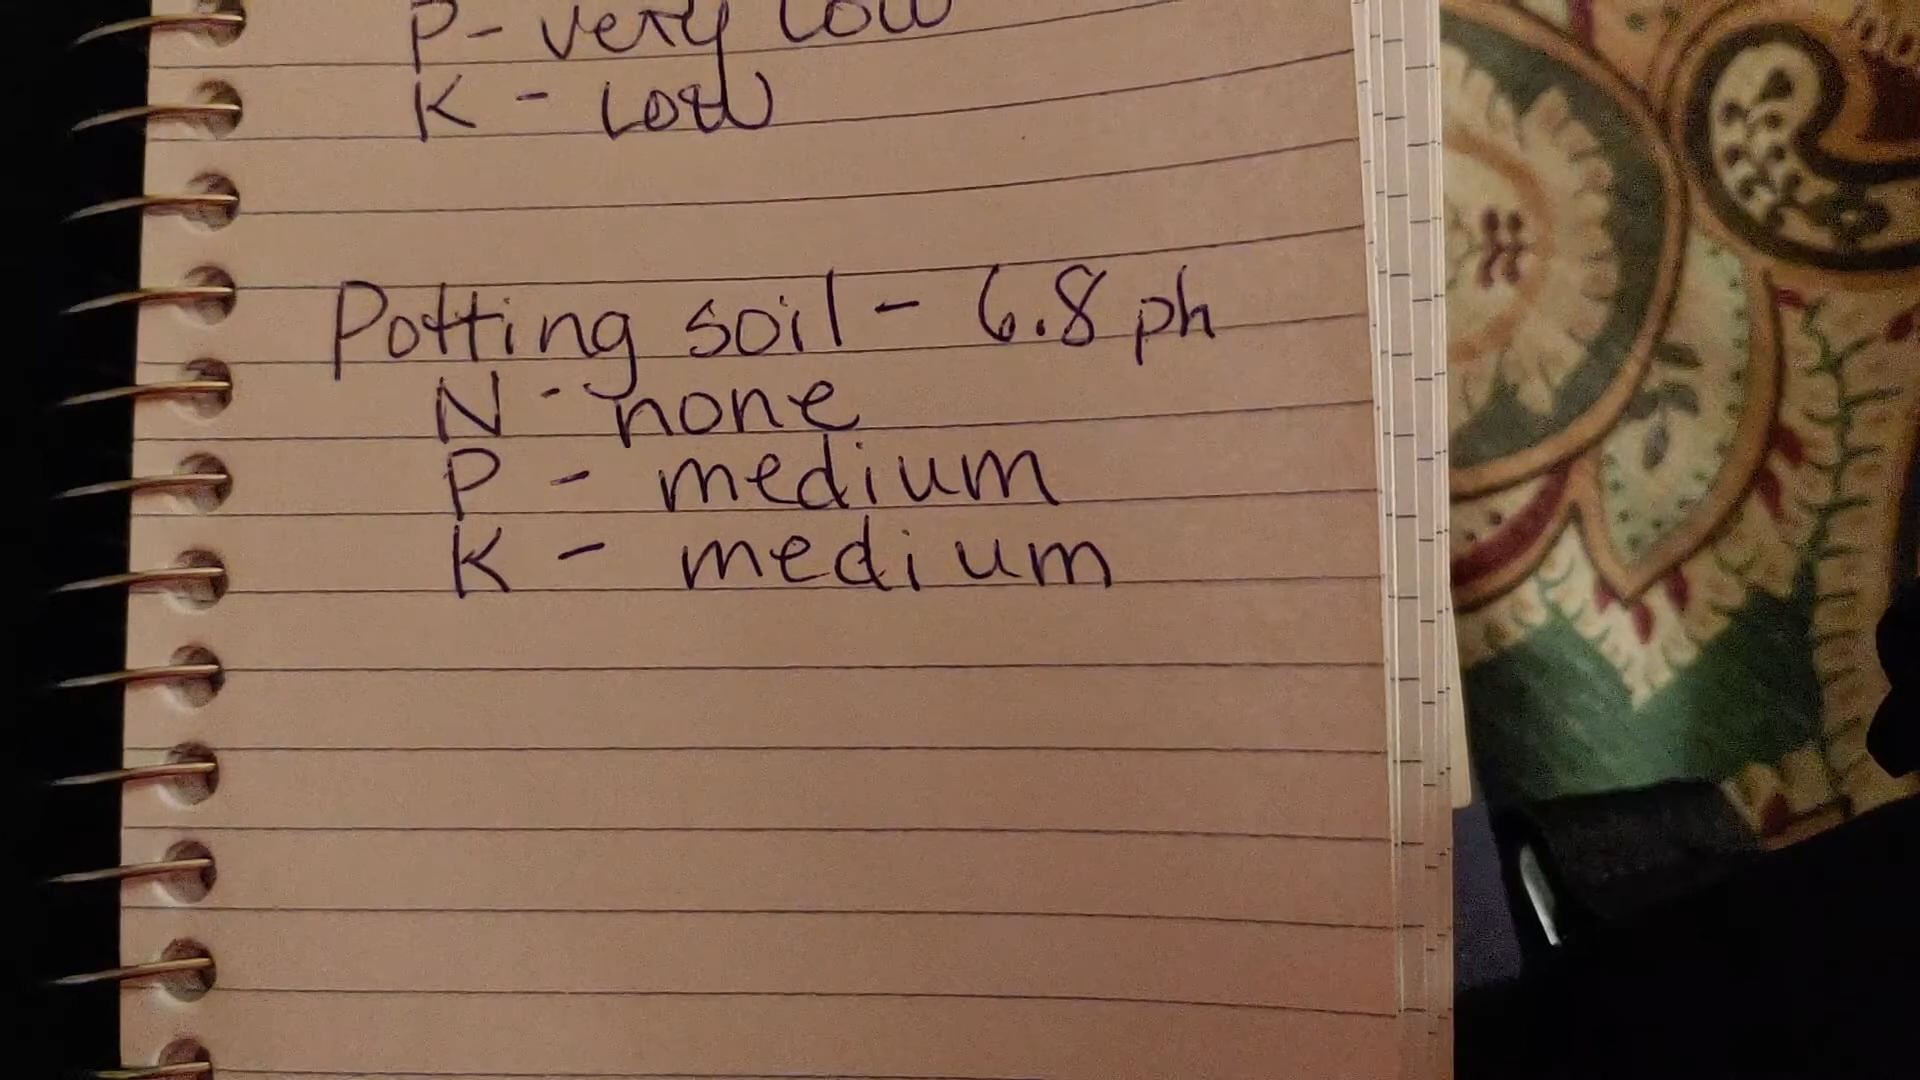 P- very low
K - Low
Potting soil - 6.8 ph
N - none
P - medium
K - medium